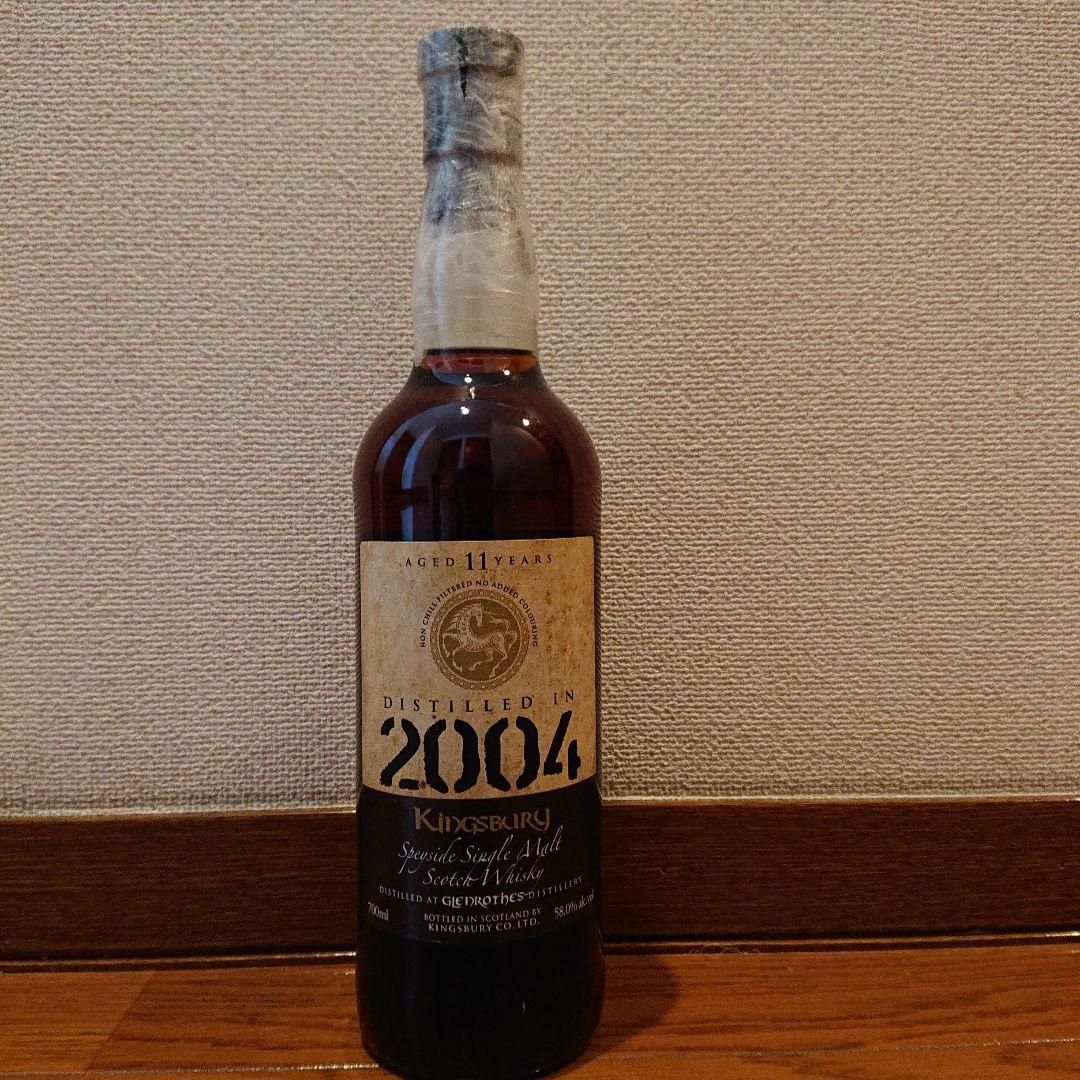 AGED 11 YEARS
NON CHILL FILTERED NO ADDED COLOURING
DISTILLED IN
2004
KINGSBURY
Speyside Single Malt
Scotch Whisky
DISTILLED AT GLENROTHES DISTILLERY
700ml
BOTTLED IN SCOTLAND BY
58.0% alc vol
KINGSBURY CO. LTD.